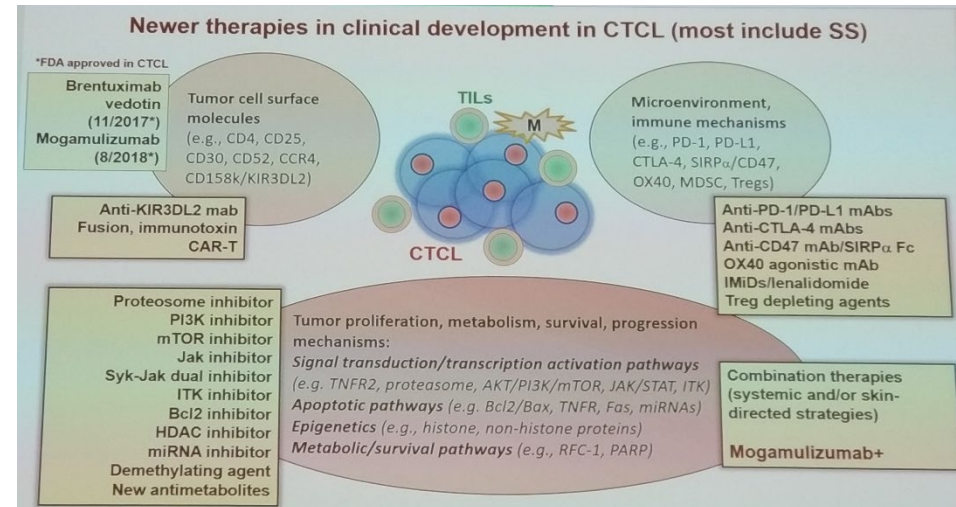 Newer therapies in clinical development in CTCL (most include SS)
*FDA approved in CTCL
Brentuximab
vedotin
(11/2017*)
Mogamulizumab
(8/2018*)
Tumor cell surface
molecules
(e.g., CD4, CD25,
CD30, CD52, CCR4,
CD158k/KIR3DL2)
Anti-KIR3DL2 mab
Fusion, immunotoxin
CAR-T
TILs
M
CTCL
Microenvironment,
immune mechanisms
(e.g., PD-1, PD-L1,
CTLA-4, SIRPα/CD47,
OX40, MDSC, Tregs)
Anti-PD-1/PD-L1 mAbs
Anti-CTLA-4 mAbs
Anti-CD47 mAb/SIRPα Fc
OX40 agonistic mAb
IMiDs/lenalidomide
Treg depleting agents
Proteosome inhibitor
PI3K inhibitor
mTOR inhibitor
Jak inhibitor
Syk-Jak dual inhibitor
ITK inhibitor
Bcl2 inhibitor
HDAC inhibitor
miRNA inhibitor
Demethylating agent
New antimetabolites
Tumor proliferation, metabolism, survival, progression
mechanisms:
Signal transduction/transcription activation pathways
(e.g. TNFR2, proteasome, AKT/PI3K/mTOR, JAK/STAT, ITK)
Apoptotic pathways (e.g. Bcl2/Bax, TNFR, Fas, miRNAs)
Epigenetics (e.g., histone, non-histone proteins)
Metabolic/survival pathways (e.g., RFC-1, PARP)
Combination therapies
(systemic and/or skin-
directed strategies)
Mogamulizumab+